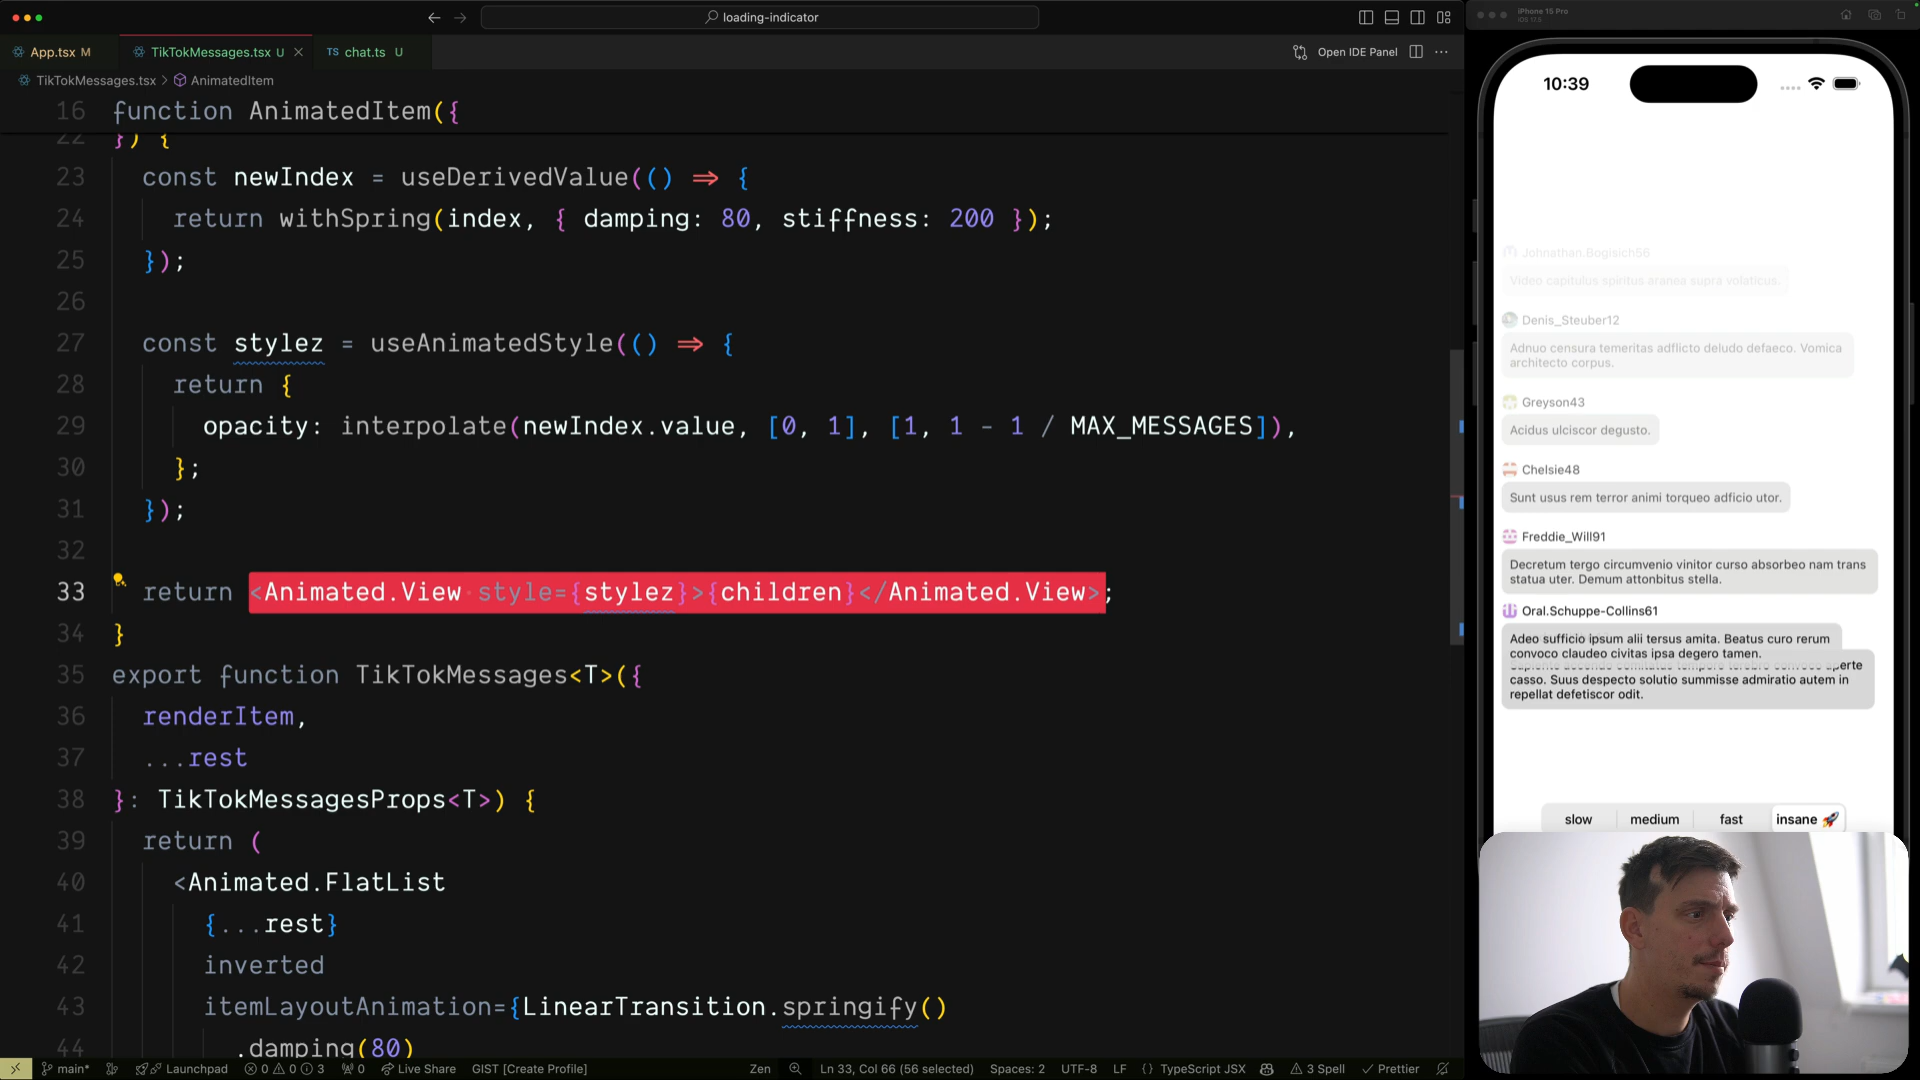 loading-indicator
iPhone 15 Pro
iOS 17.5
App.tsx M
TikTokMessages.tsx U
TS chat.ts U
Open IDE Panel
TikTokMessages.tsx > AnimatedItem
16 function AnimatedItem({
22 }) {
23 const newIndex = useDerivedValue(() => {
24 return withSpring(index, { damping: 80, stiffness: 200 });
25 });
26
27 const stylez = useAnimatedStyle(() => {
28 return {
29 opacity: interpolate(newIndex.value, [0, 1], [1, 1 - 1 / MAX_MESSAGES]),
30 };
31 });
32
33 return <Animated.View style={stylez}>{children}</Animated.View>;
34 }
35 export function TikTokMessages<T>({
36 renderItem,
37 ...rest
38 }: TikTokMessagesProps<T>) {
39 return (
40 <Animated.FlatList
41 {...rest}
42 inverted
43 itemLayoutAnimation={LinearTransition.springify()
44 .damping(80)
main* Launchpad 0 0 3 0 Live Share GIST [Create Profile] Zen Ln 33, Col 66 (56 selected) Spaces: 2 UTF-8 LF {} TypeScript JSX 3 Spell Prettier
10:39
Johnathan.Bogisich56
Video capitulus spiritus aranea supra volaticus.
Denis_Steuber12
Adnuo censura temeritas adflicto deludo defaeco. Vomica
architecto corpus.
Greyson43
Acidus ulciscor degusto.
Chelsie48
Sunt usus rem terror animi torqueo adficio utor.
Freddie_Will91
Decretum tergo circumvenio vinitor curso absorbeo nam trans
statua uter. Demum attonbitus stella.
Oral.Schuppe-Collins61
Adeo sufficio ipsum alii tersus amita. Beatus curo rerum
convoco claudeo civitas ipsa degero tamen.
casso. Suus despecto solutio summisse admiratio autem in
repellat defetiscor odit.
slow medium fast insane 🚀